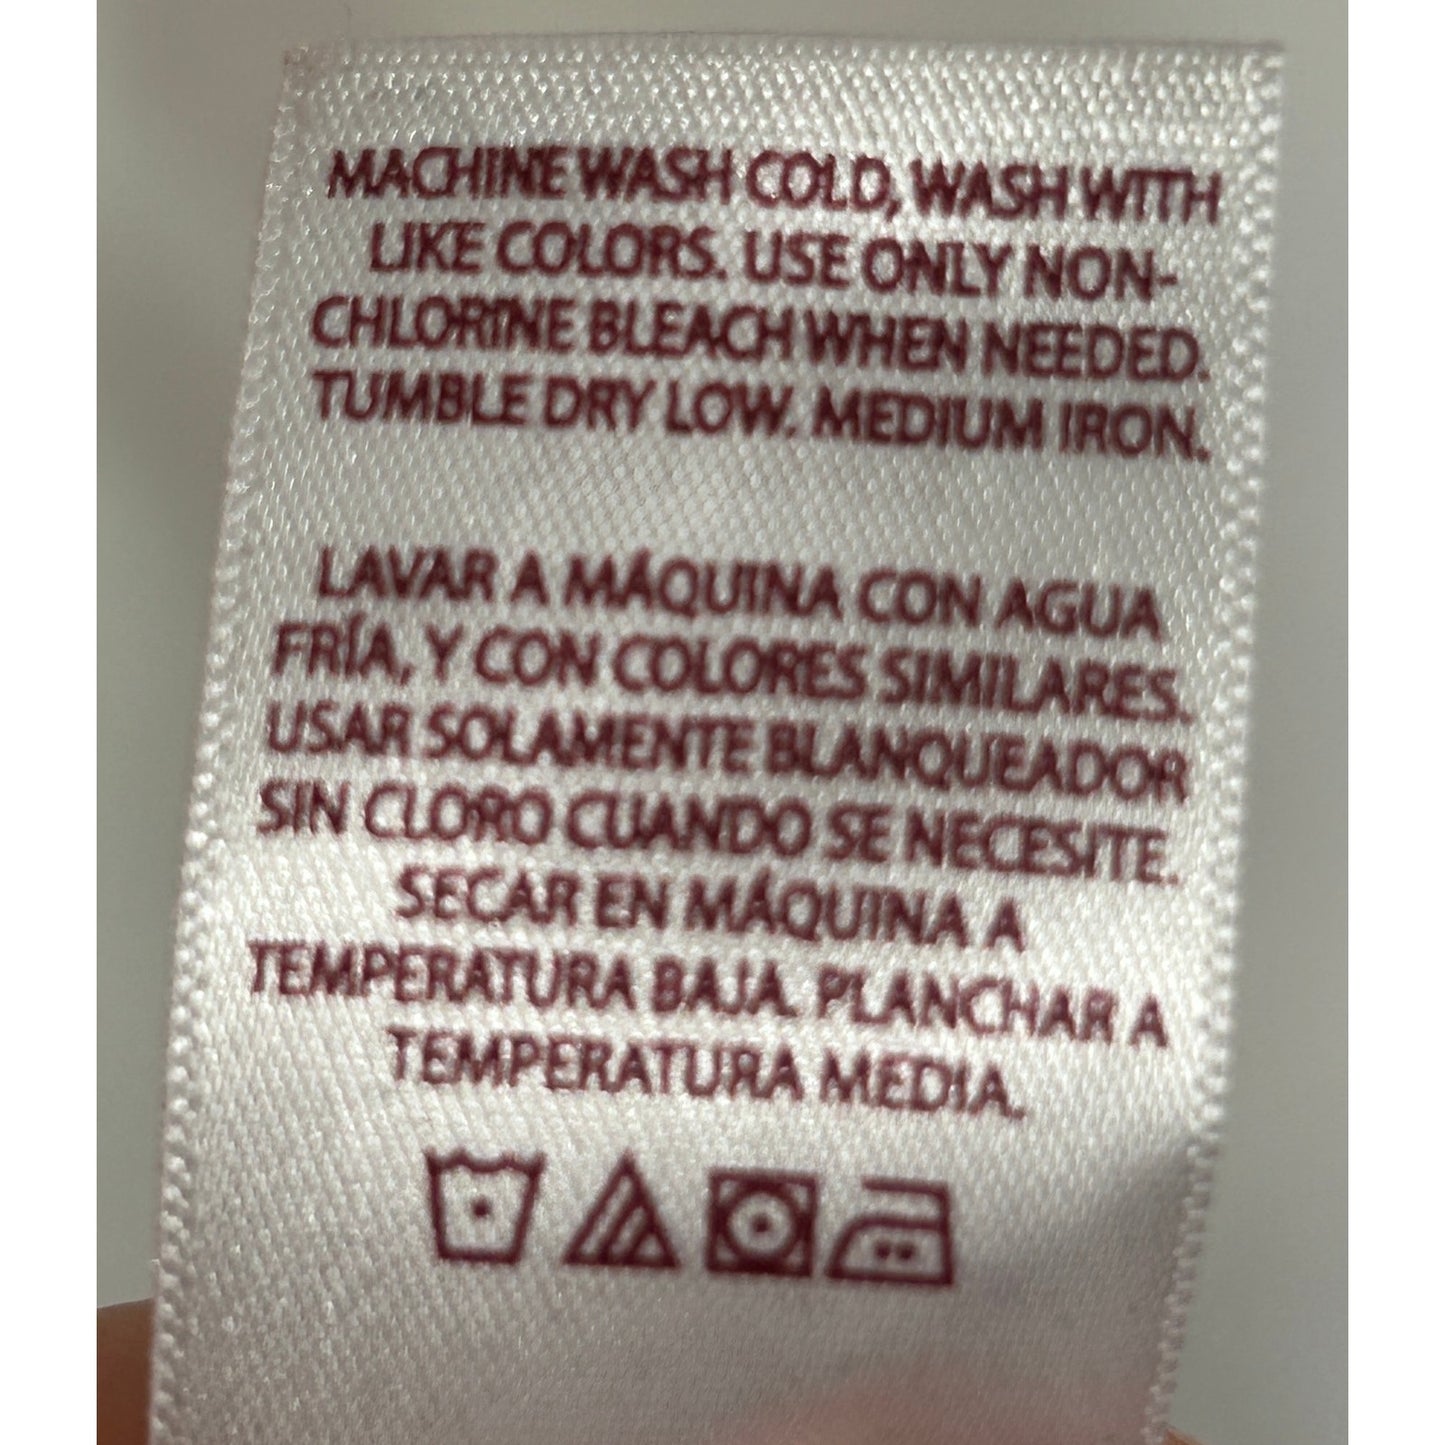 MACHINE WASH COLD, WASH WITH
LIKE COLORS. USE ONLY NON-
CHLORINE BLEACH WHEN NEEDED.
TUMBLE DRY LOW. MEDIUM IRON.
LAVAR A MÁQUINA CON AGUA
FRÍA, Y CON COLORES SIMILARES.
USAR SOLAMENTE BLANQUEADOR
SIN CLORO CUANDO SE NECESITE.
SECAR EN MÁQUINA A
TEMPERATURA BAJA. PLANCHAR A
TEMPERATURA MEDIA.